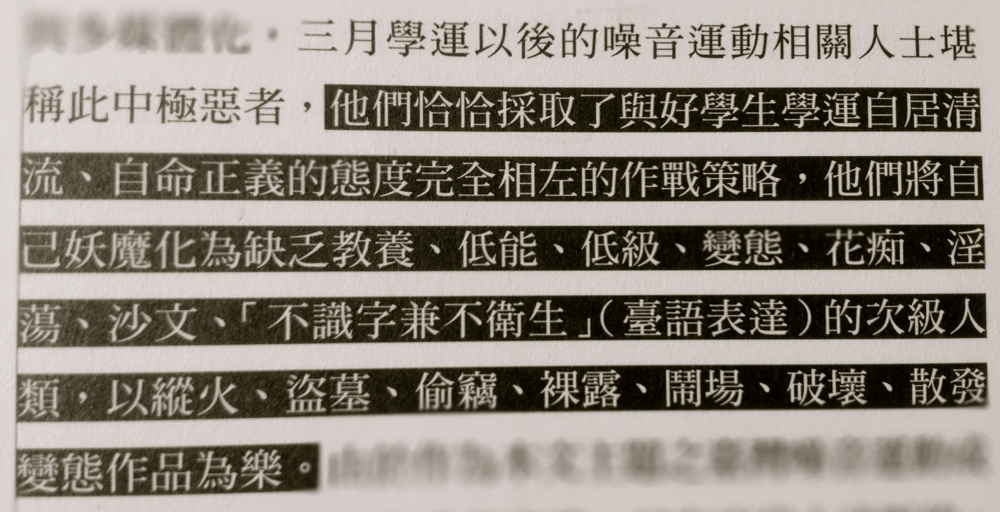 三月學運以後的噪音運動相關人士堪
稱此中極惡者，他們恰恰採取了與好學生學運自居清
流、自命正義的態度完全相左的作戰策略，他們將自
己妖魔化為缺乏教養、低能、低級、變態、花痴、淫
蕩、沙文、「不識字兼不衛生」（臺語表達）的次級人
類，以縱火、盜墓、偷竊、裸露、鬧場、破壞、散發
變態作品為樂。